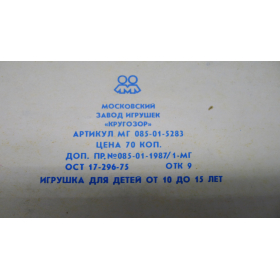 МОСКОВСКИЙ
ЗАВОД ИГРУШЕК
«КРУГОЗОР»
АРТИКУЛ МГ 085-01-5283
ЦЕНА 70 КОП.
ДОП. ПР.№085-01-1987/1-МГ
ОСТ 17-296-75 ОТК 9
ИГРУШКА ДЛЯ ДЕТЕЙ ОТ 10 ДО 15 ЛЕТ